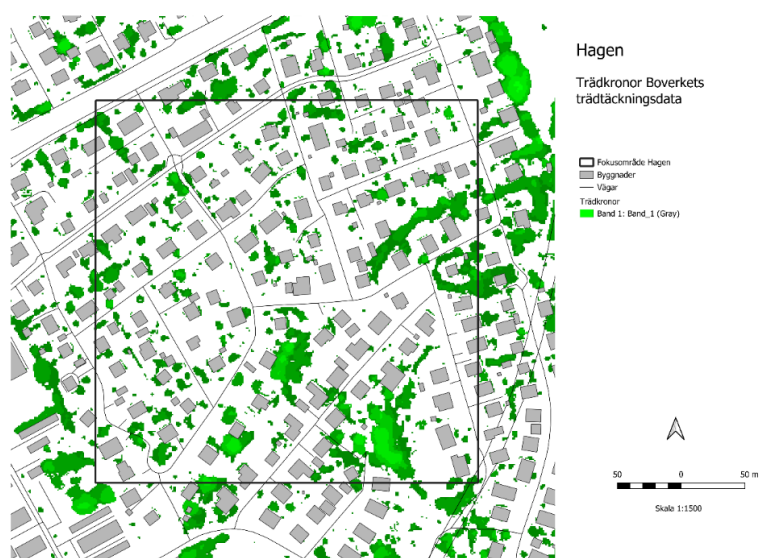 Hagen
Trädkronor Boverkets
trädtäckningsdata
Fokusområde Hagen
Byggnader
Vägar
Trädkronor
Band 1: Band_1 (Gray)
50 0 50 m
Skala 1:1500